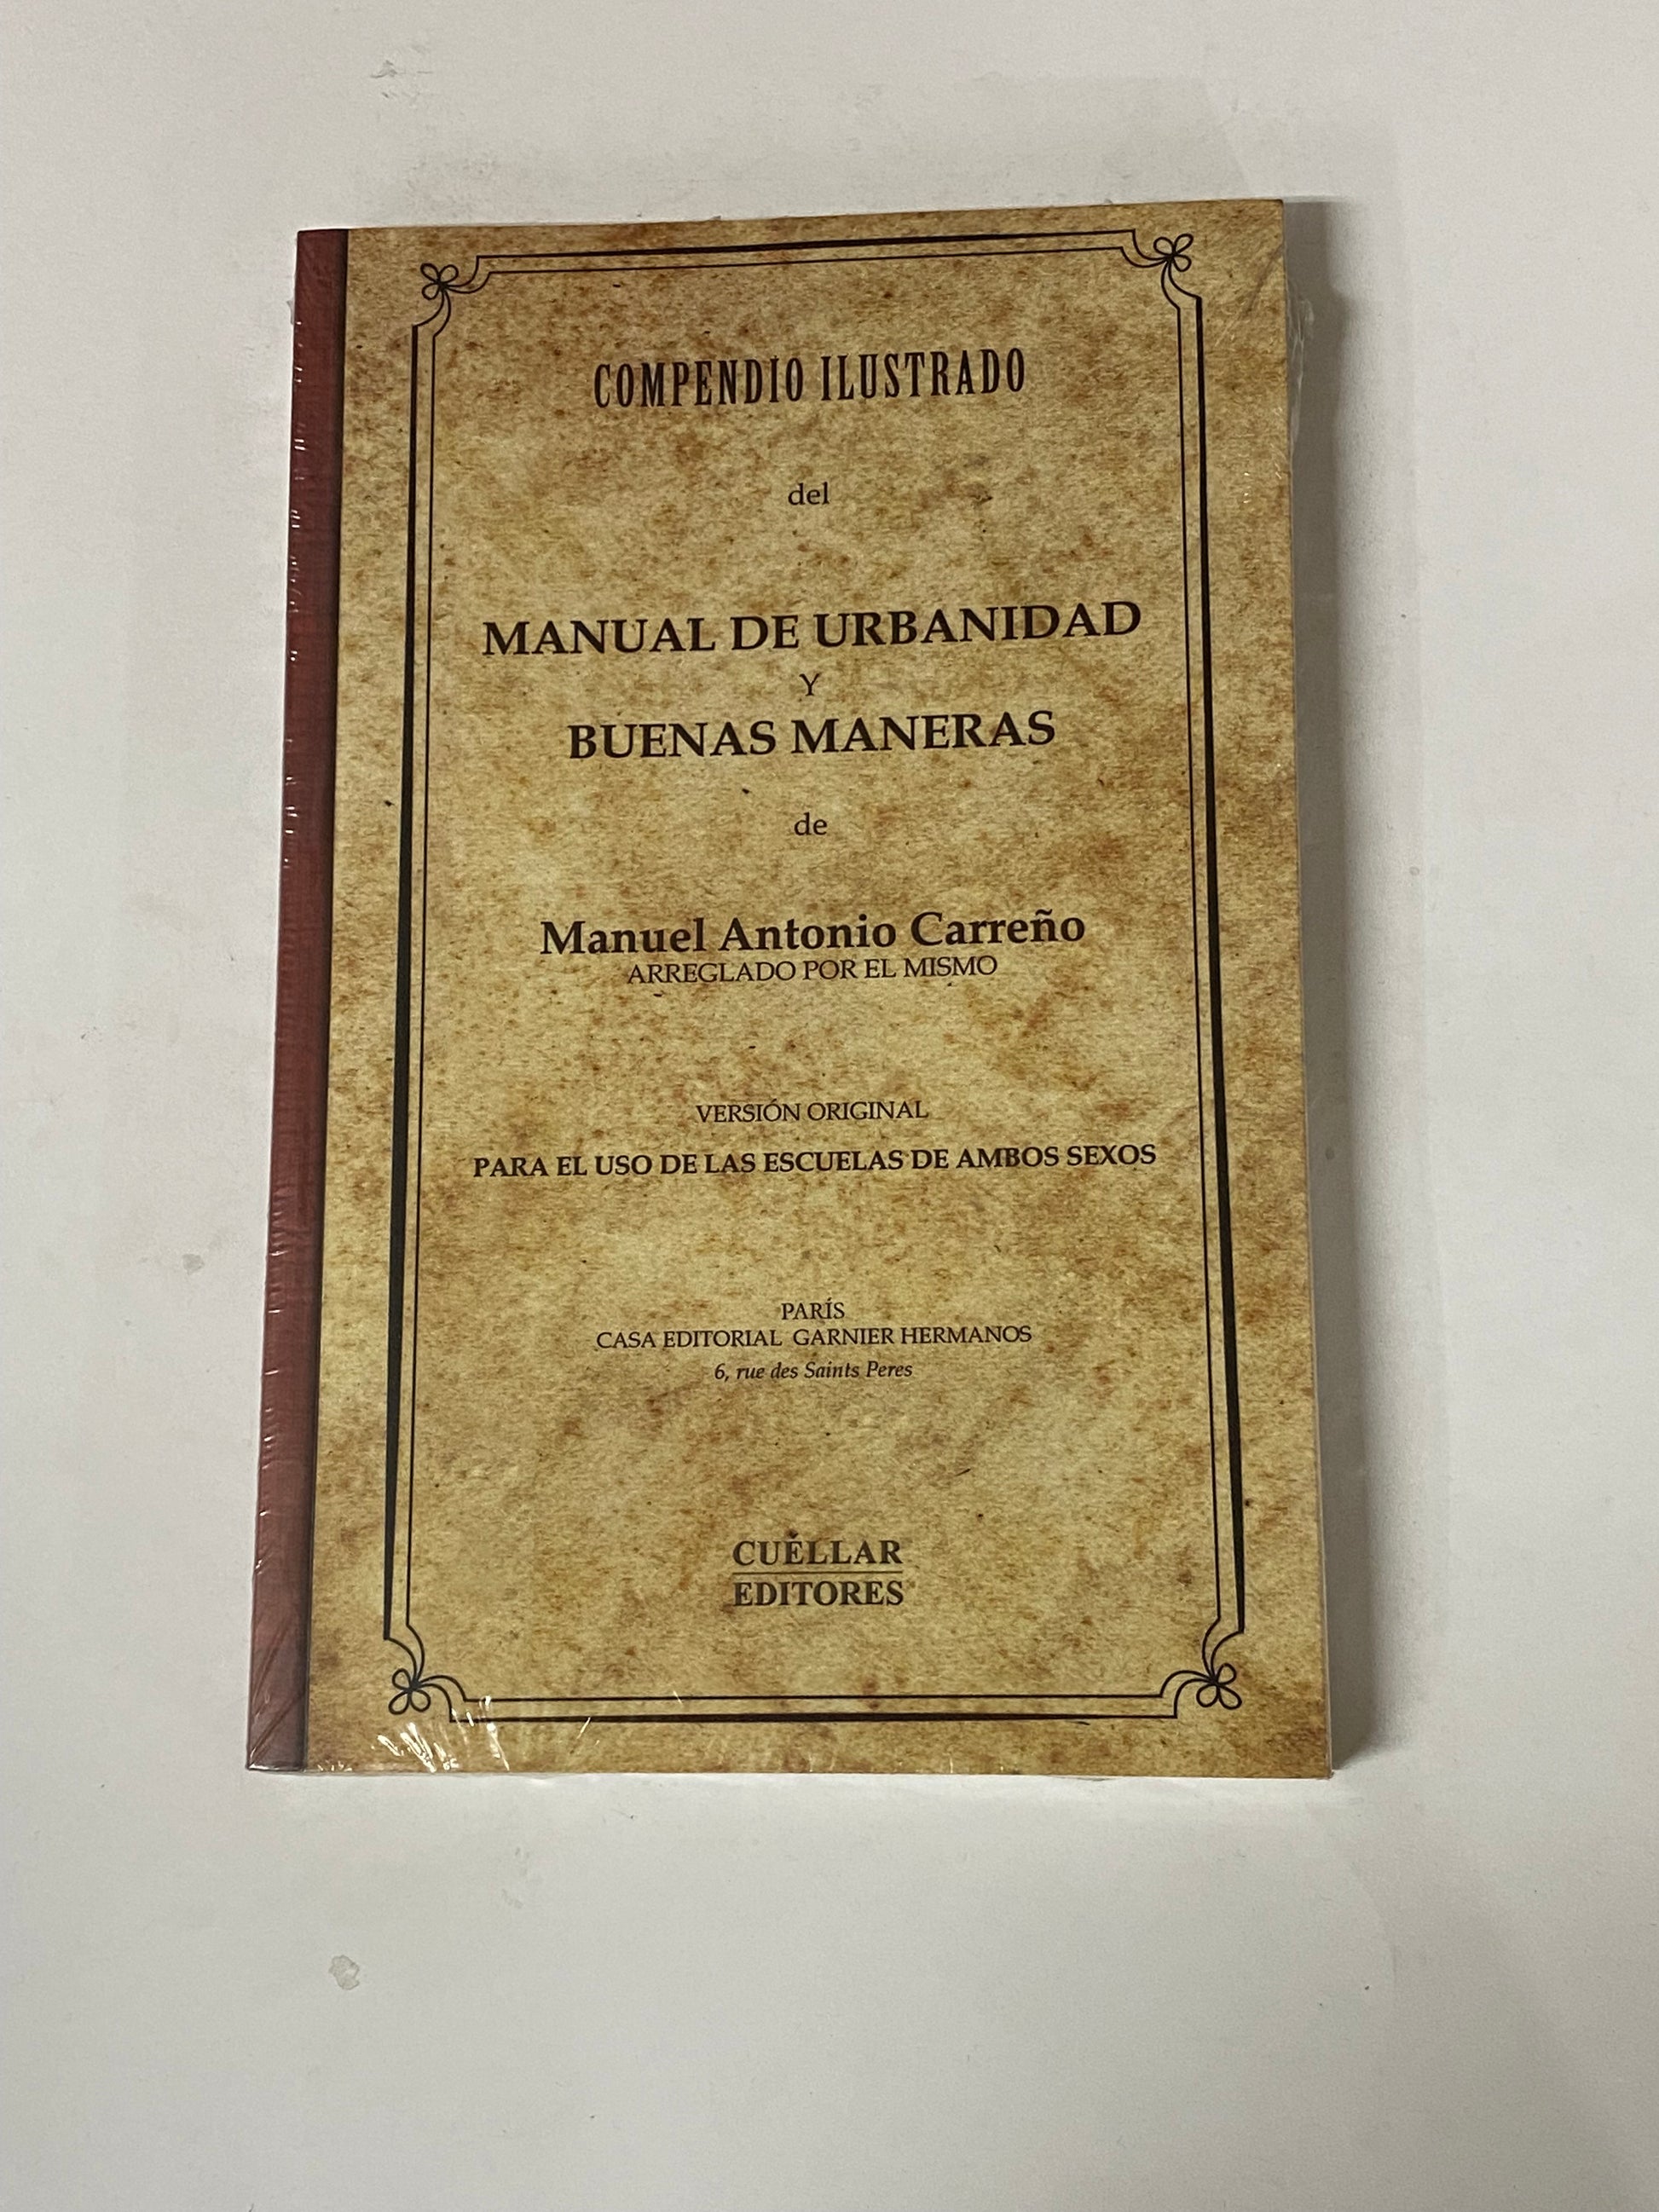 COMPENDIO ILUSTRADO
del
MANUAL DE URBANIDAD
Y
BUENAS MANERAS
de
Manuel Antonio Carreño
ARREGLADO POR EL MISMO
VERSIÓN ORIGINAL
PARA EL USO DE LAS ESCUELAS DE AMBOS SEXOS
PARÍS
CASA EDITORIAL GARNIER HERMANOS
6, rue des Saints Peres
CUÉLLAR
EDITORES